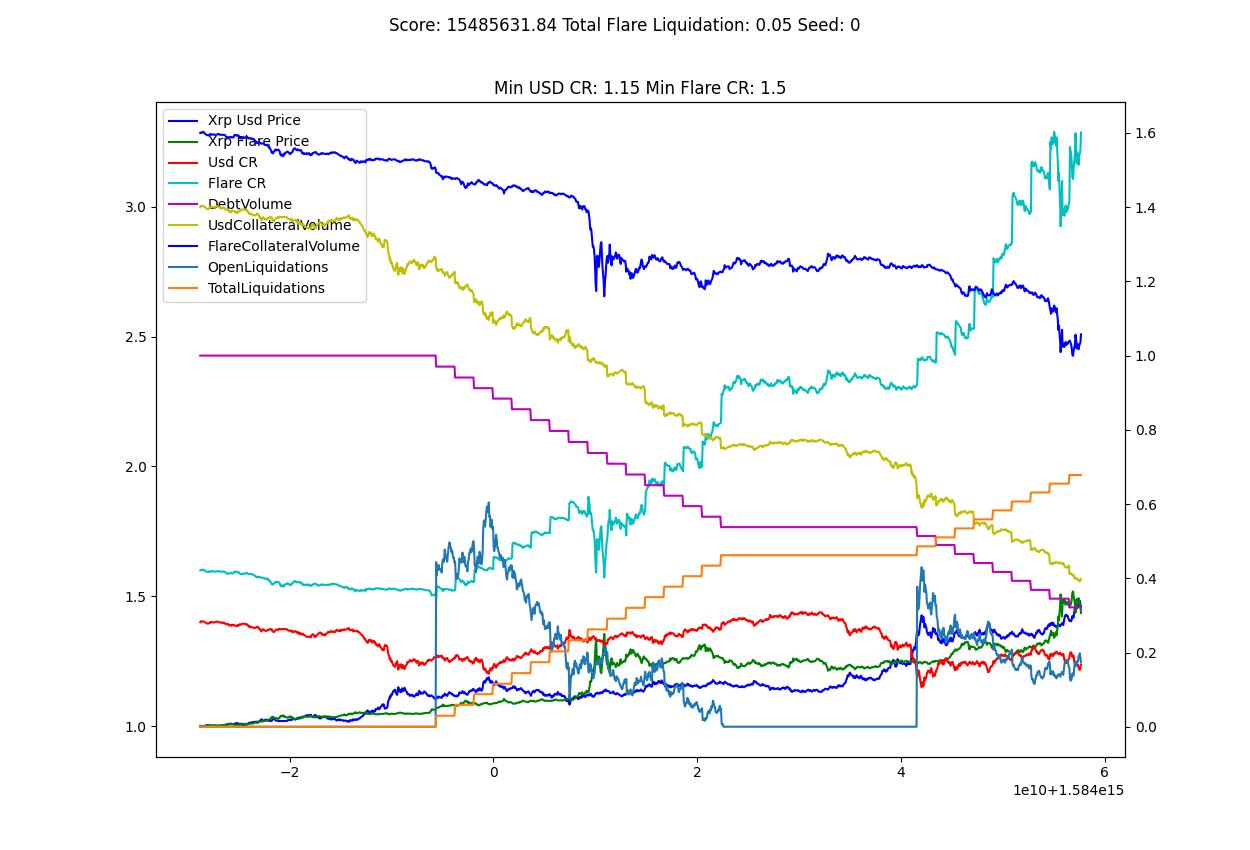 Score: 15485631.84 Total Flare Liquidation: 0.05 Seed: 0
Min USD CR: 1.15 Min Flare CR: 1.5
Xrp Usd Price
Xrp Flare Price
Usd CR
Flare CR
DebtVolume
UsdCollateralVolume
FlareCollateralVolume
OpenLiquidations
TotalLiquidations
3.0
2.5
2.0
1.5
1.0
1.6
1.4
1.2
1.0
0.8
0.6
0.4
0.2
0.0
−2
0
2
4
6
1e10+1.584e15